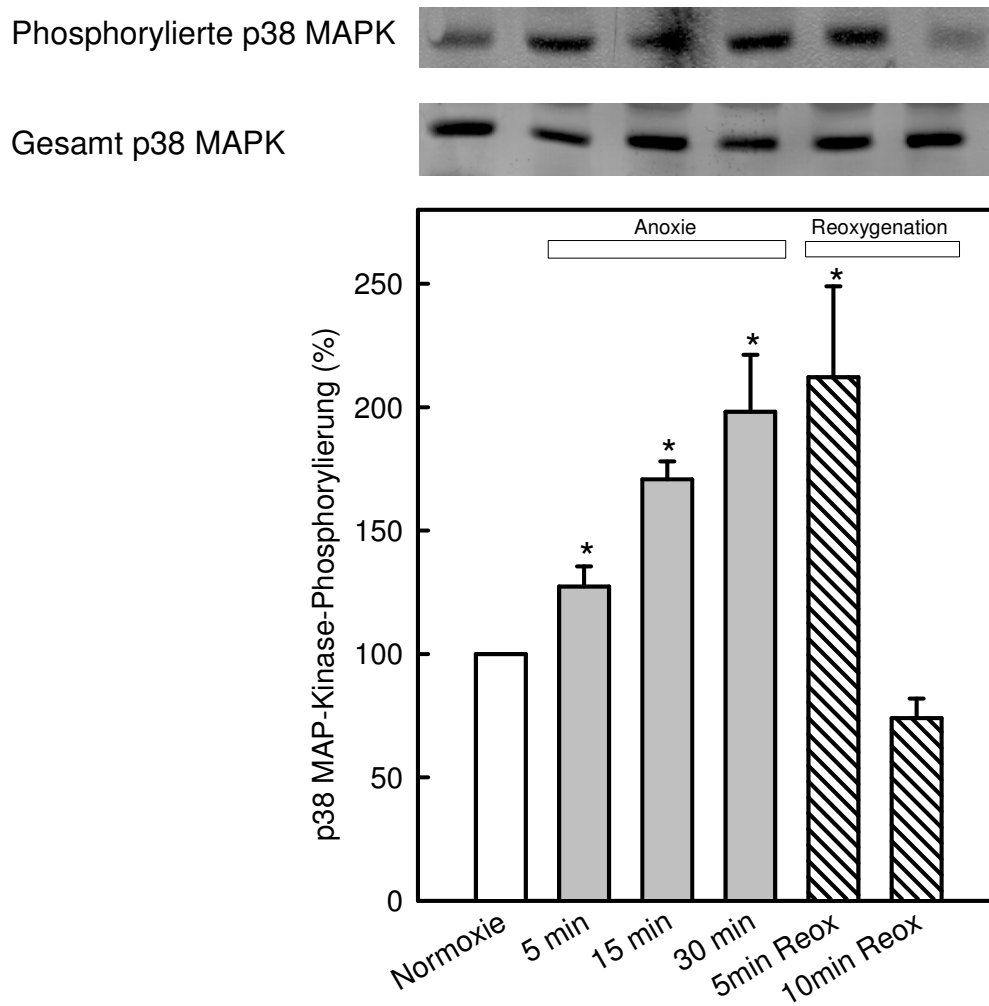 Phosphorylierte p38 MAPK
Gesamt p38 MAPK
Anoxie
Reoxygenation
p38 MAP-Kinase-Phosphorylierung (%)
250
200
150
100
50
0
*
*
*
*
Normoxie
5 min
15 min
30 min
5min Reox
10min Reox